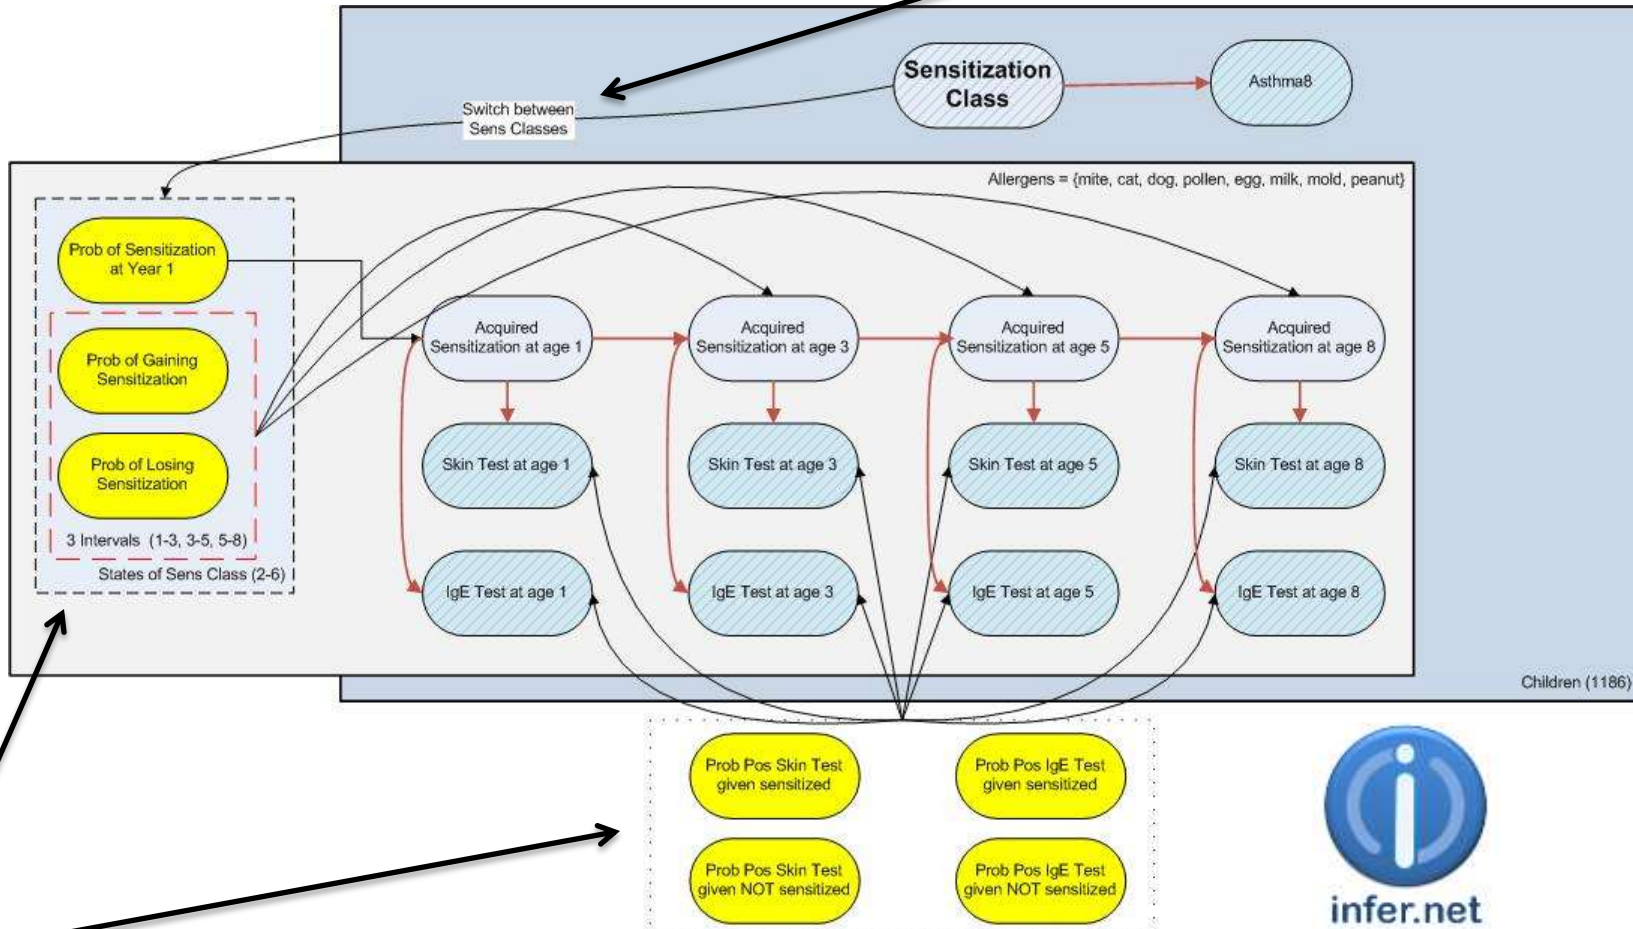 Sensitization
Class
Asthma8
Switch between
Sens Classes
Allergens = {mite, cat, dog, pollen, egg, milk, mold, peanut}
Prob of Sensitization
at Year 1
Prob of Gaining
Sensitization
Prob of Losing
Sensitization
3 Intervals (1-3, 3-5, 5-8)
States of Sens Class (2-6)
Acquired
Sensitization at age 1
Acquired
Sensitization at age 3
Acquired
Sensitization at age 5
Acquired
Sensitization at age 8
Skin Test at age 1
Skin Test at age 3
Skin Test at age 5
Skin Test at age 8
IgE Test at age 1
IgE Test at age 3
IgE Test at age 5
IgE Test at age 8
Children (1186)
Prob Pos Skin Test
given sensitized
Prob Pos IgE Test
given sensitized
Prob Pos Skin Test
given NOT sensitized
Prob Pos IgE Test
given NOT sensitized
infer.net